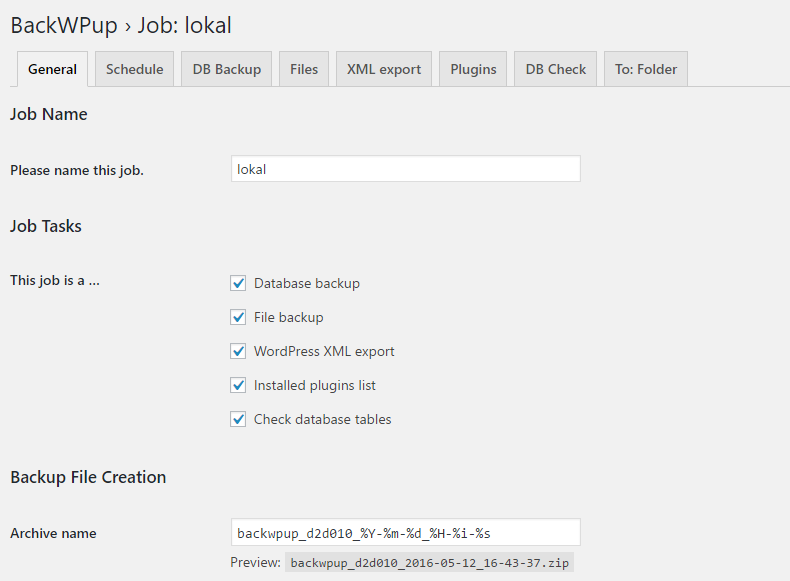 BackWPup › Job: lokal
General Schedule DB Backup Files XML export Plugins DB Check To: Folder
Job Name
Please name this job. lokal
Job Tasks
This job is a ... Database backup
File backup
WordPress XML export
Installed plugins list
Check database tables
Backup File Creation
Archive name backwpup_d2d010_%Y-%m-%d_%H-%i-%s
Preview: backwpup_d2d010_2016-05-12_16-43-37.zip